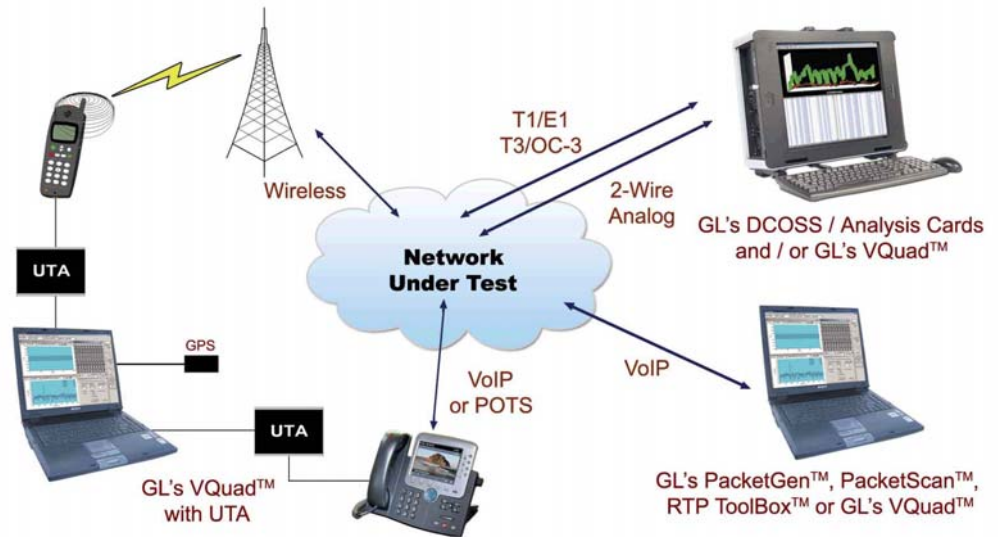 T1/E1
T3/OC-3
Wireless
2-Wire
Analog
GL's DCOSS / Analysis Cards
and / or GL's VQuad™
Network
Under Test
UTA
GPS
VoIP
or POTS
VoIP
UTA
GL's VQuad™
with UTA
GL's PacketGen™, PacketScan™,
RTP ToolBox™ or GL's VQuad™